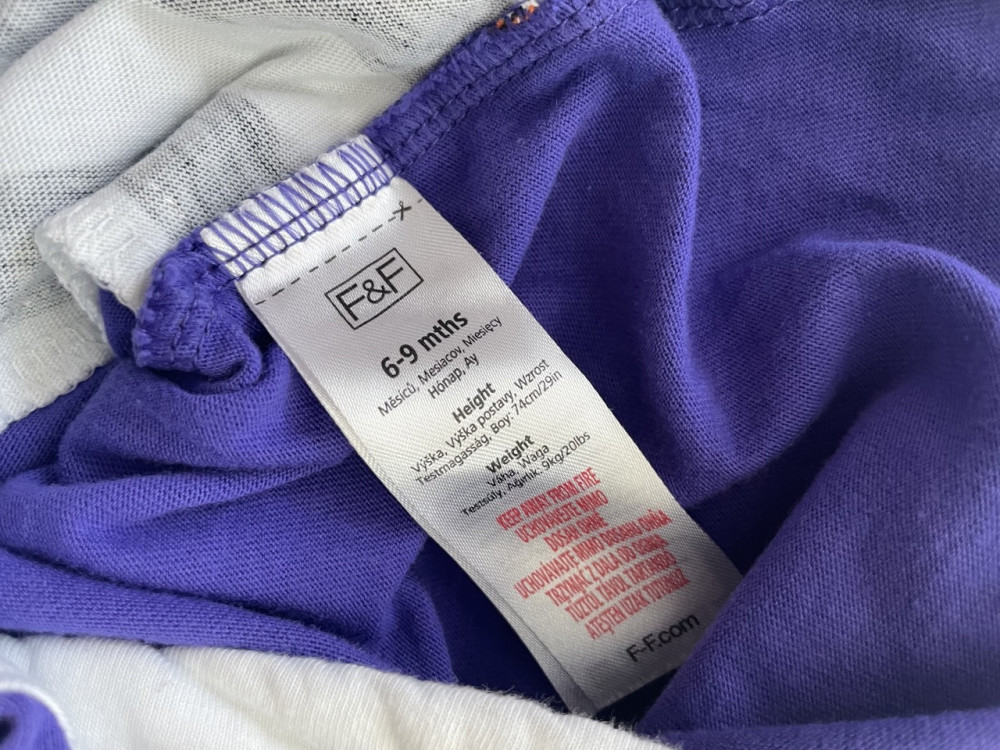 F&F
6-9 mths
Měsíců, Mesiacov, Miesięcy
Hónap, Ay
Height
Výška, Výška postavy, Wzrost
Testmagasság, Boy: 74cm/29in
Weight
Váha, Waga
Testsúly, Ağırlık, 9kg/20lbs
KEEP AWAY FROM FIRE
UCHOVÁVEJTE MIMO
DOSAH OHNĚ
UCHOVÁVAJTE MIMO DOSAHU OHŇA
TRZYMAĆ Z DALA OD OGNIA
TŰZTŐL TÁVOL TARTANDÓ
ATEŞTEN UZAK TUTUNUZ
F-F.com